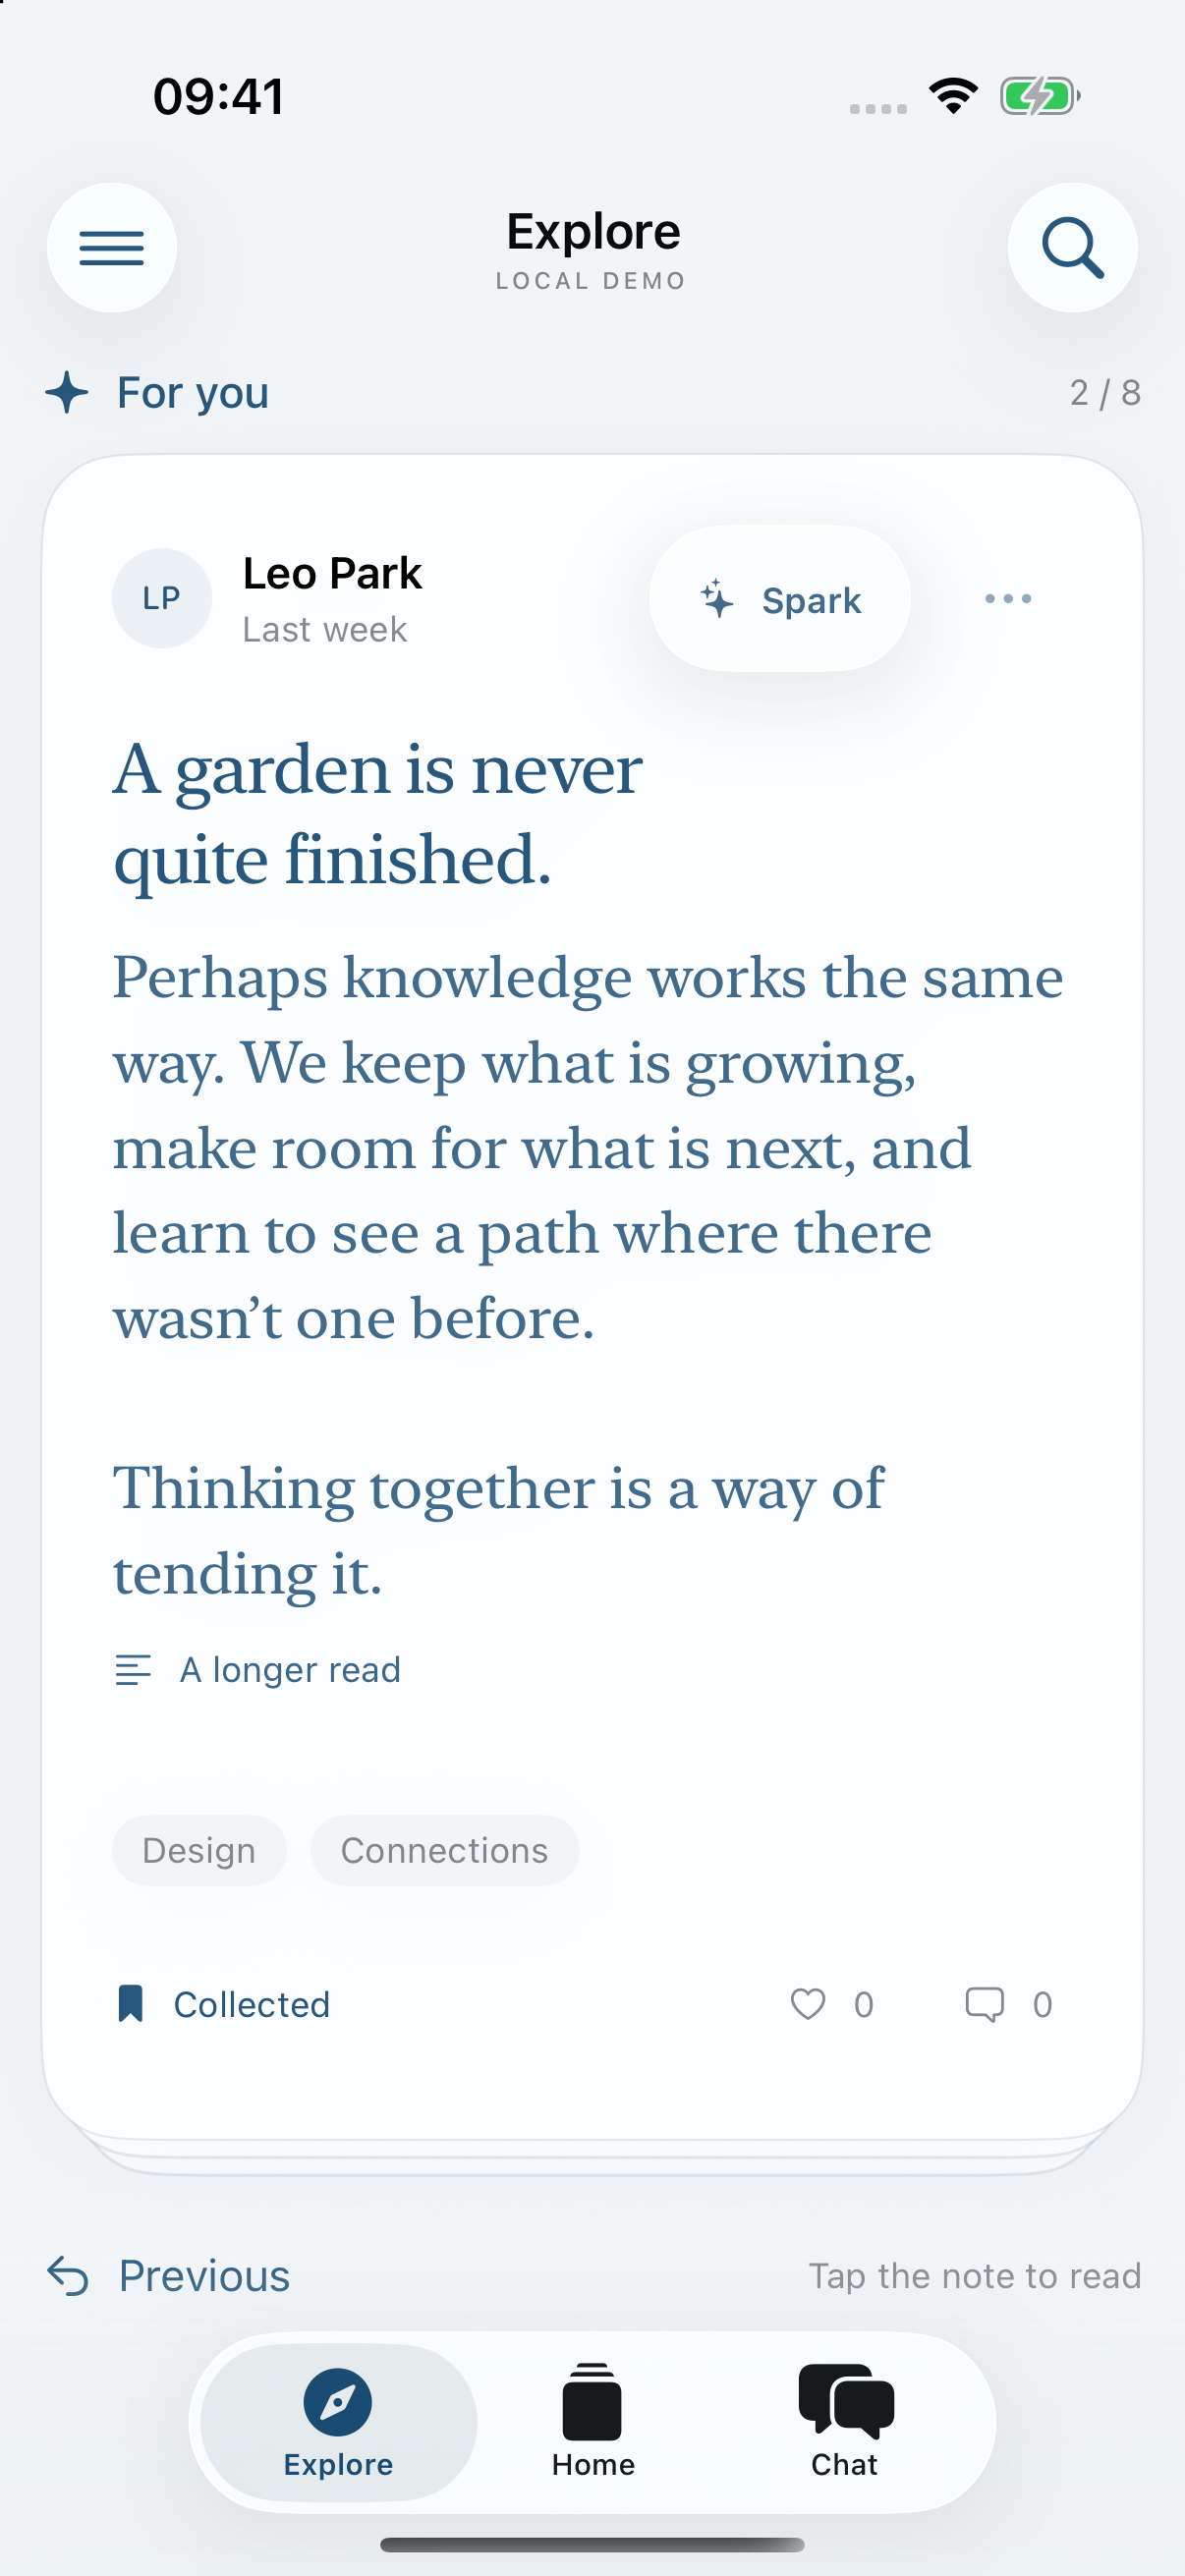 09:41
Explore
LOCAL DEMO
For you
2 / 8
LP
Leo Park
Last week
Spark
A garden is never
quite finished.
Perhaps knowledge works the same
way. We keep what is growing,
make room for what is next, and
learn to see a path where there
wasn’t one before.
Thinking together is a way of
tending it.
A longer read
Design
Connections
Collected
0
0
Previous
Tap the note to read
Explore
Home
Chat